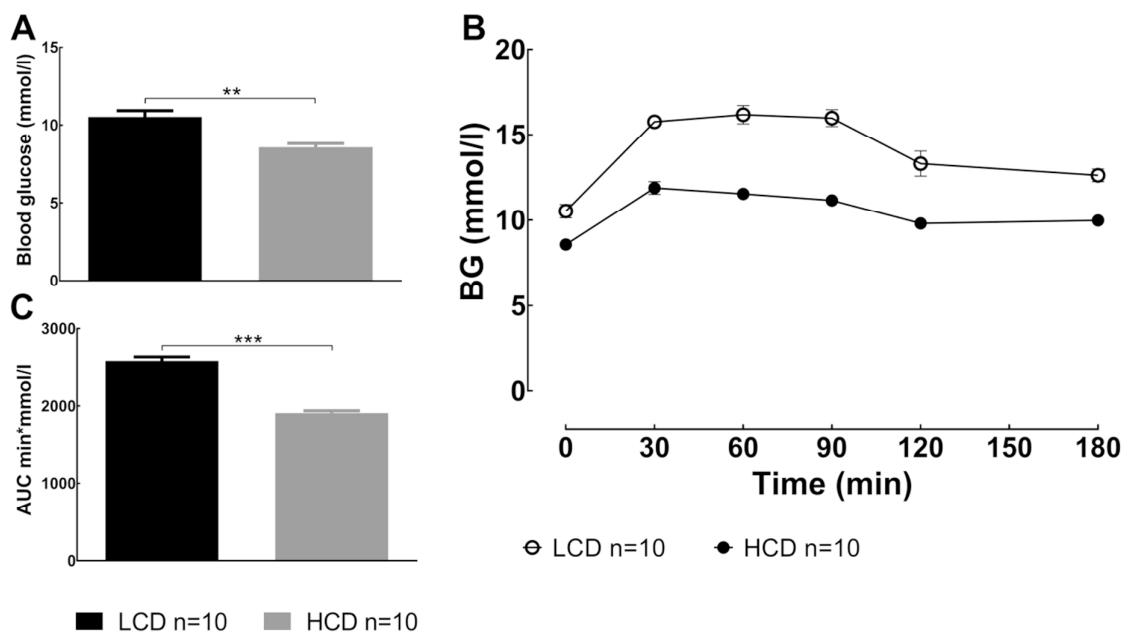 A
Blood glucose (mmol/l)
15
10
5
0
**
B
BG (mmol/l)
20
15
10
5
0
0 30 60 90 120 150 180
Time (min)
LCD n=10 HCD n=10
C
AUC min*mmol/l
3000
2000
1000
0
***
LCD n=10 HCD n=10